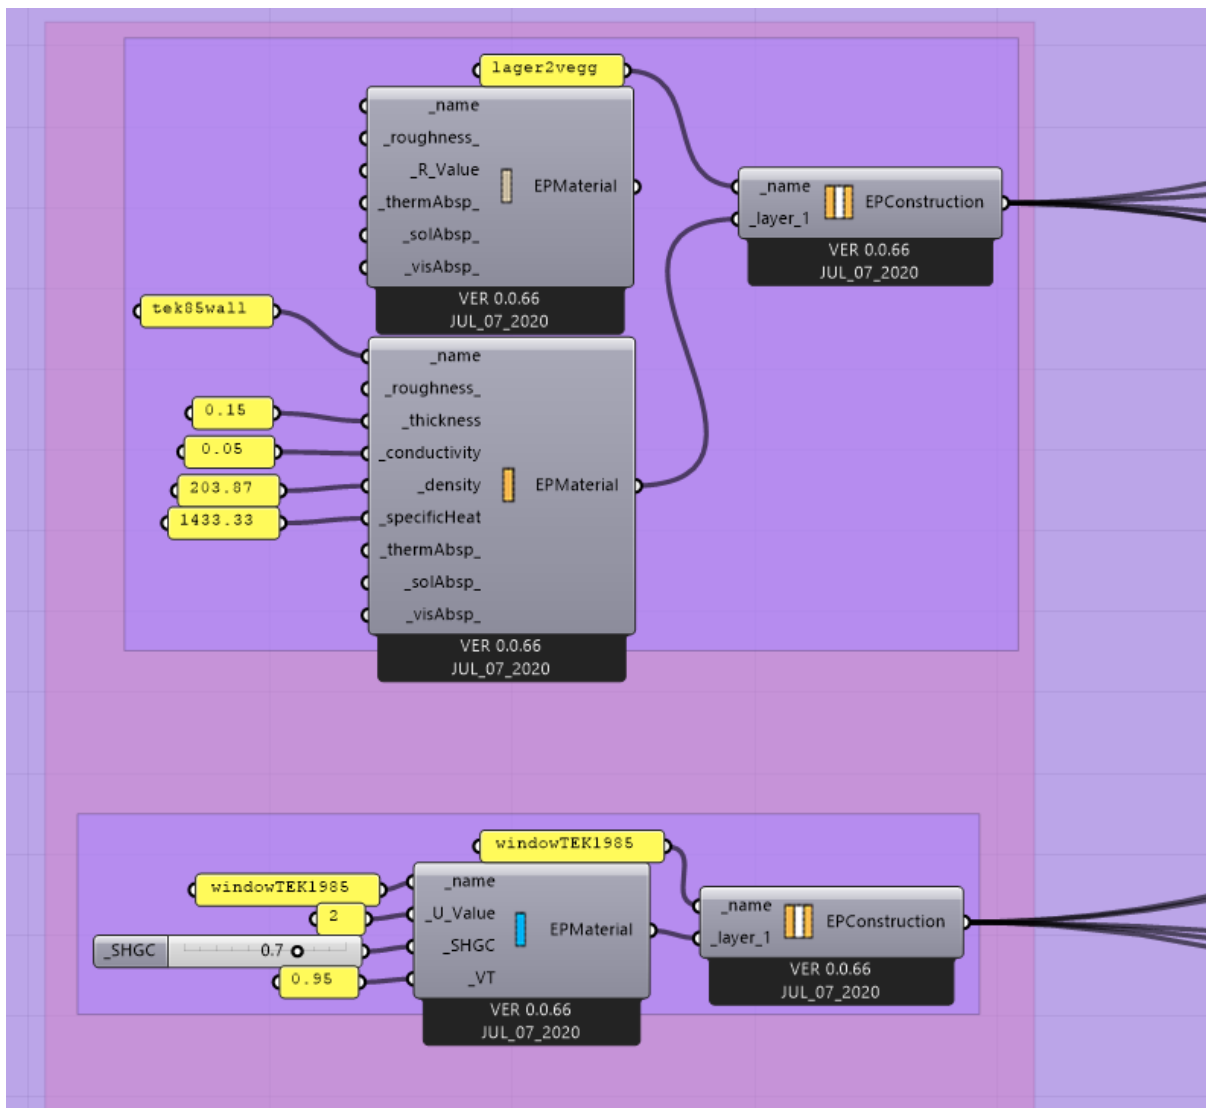 lager2vegg
_name
_roughness_
_R_Value
_thermAbsp_
_solAbsp_
_visAbsp_
EPMaterial
VER 0.0.66
JUL_07_2020
_name
_layer_1
EPConstruction
VER 0.0.66
JUL_07_2020
tek85wall
0.15
0.05
203.87
1433.33
_name
_roughness_
_thickness
_conductivity
_density
_specificHeat
_thermAbsp_
_solAbsp_
_visAbsp_
EPMaterial
VER 0.0.66
JUL_07_2020
windowTEK1985
windowTEK1985
2
_SHGC
0.7
0.95
_name
_U_Value
_SHGC
_VT
EPMaterial
VER 0.0.66
JUL_07_2020
_name
_layer_1
EPConstruction
VER 0.0.66
JUL_07_2020